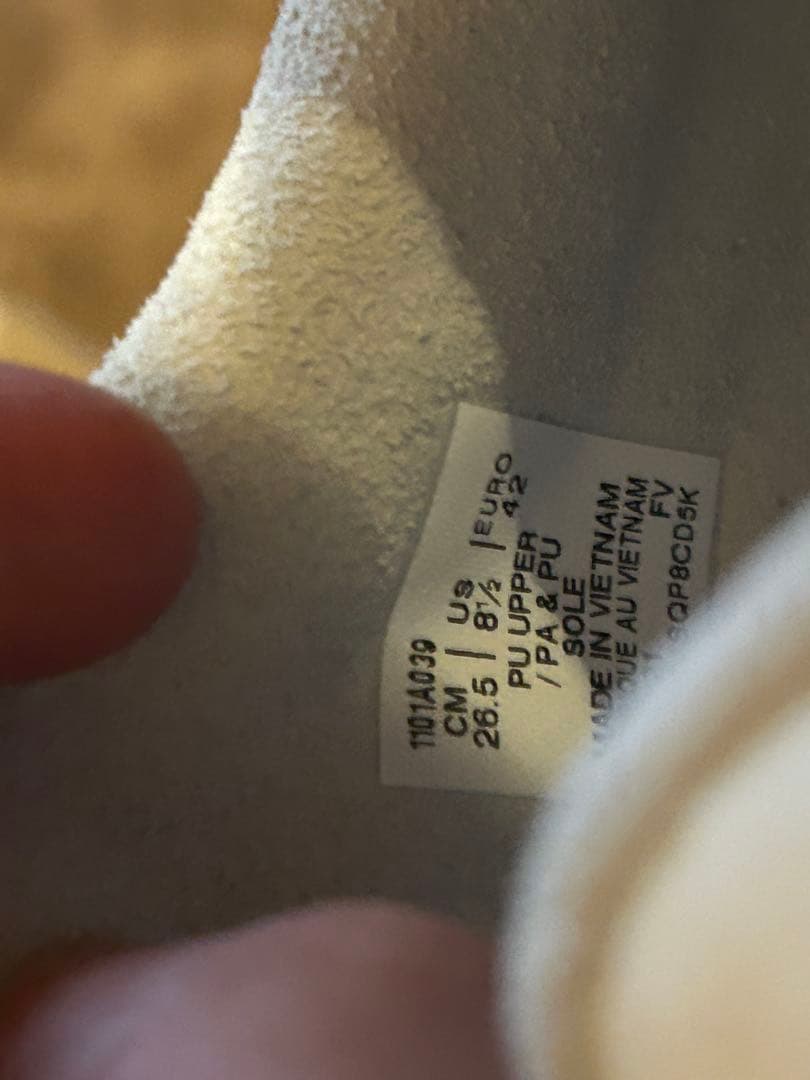 1101A039
CM | US | EURO
26.5 | 8½ 42
PU UPPER
/ PA & PU
SOLE
IN VIETNAM
AU VIETNAM
FV